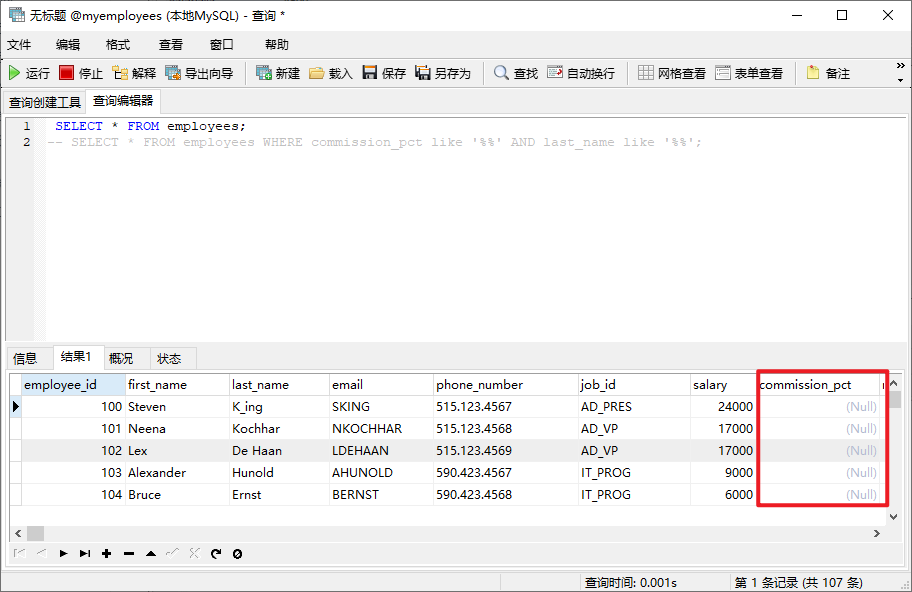 无标题 @myemployees (本地MySQL) - 查询 *
文件 编辑 格式 查看 窗口 帮助
运行 停止 解释 导出向导 新建 载入 保存 另存为 查找 自动换行 网格查看 表单查看 备注 »
查询创建工具 查询编辑器
1 SELECT * FROM employees;
2 -- SELECT * FROM employees WHERE commission_pct like '%%' AND last_name like '%%';
信息 结果1 概况 状态
employee_id first_name last_name email phone_number job_id salary commission_pct
100 Steven K_ing SKING 515.123.4567 AD_PRES 24000 (Null)
101 Neena Kochhar NKOCHHAR 515.123.4568 AD_VP 17000 (Null)
102 Lex De Haan LDEHAAN 515.123.4569 AD_VP 17000 (Null)
103 Alexander Hunold AHUNOLD 590.423.4567 IT_PROG 9000 (Null)
104 Bruce Ernst BERNST 590.423.4568 IT_PROG 6000 (Null)
查询时间: 0.001s 第 1 条记录 (共 107 条)